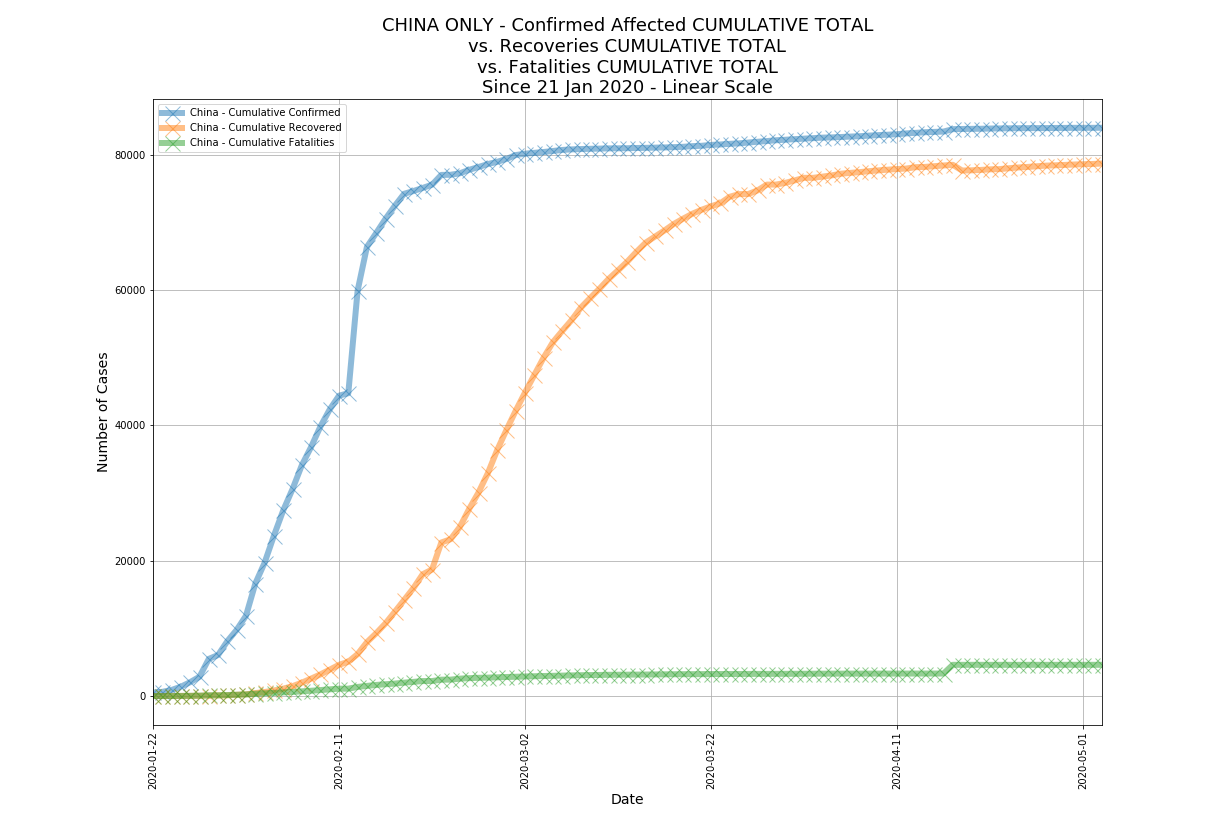 CHINA ONLY - Confirmed Affected CUMULATIVE TOTAL
vs. Recoveries CUMULATIVE TOTAL
vs. Fatalities CUMULATIVE TOTAL
Since 21 Jan 2020 - Linear Scale
China - Cumulative Confirmed
China - Cumulative Recovered
China - Cumulative Fatalities
Number of Cases
80000
60000
40000
20000
0
2020-01-22
2020-02-11
2020-03-02
2020-03-22
2020-04-11
2020-05-01
Date